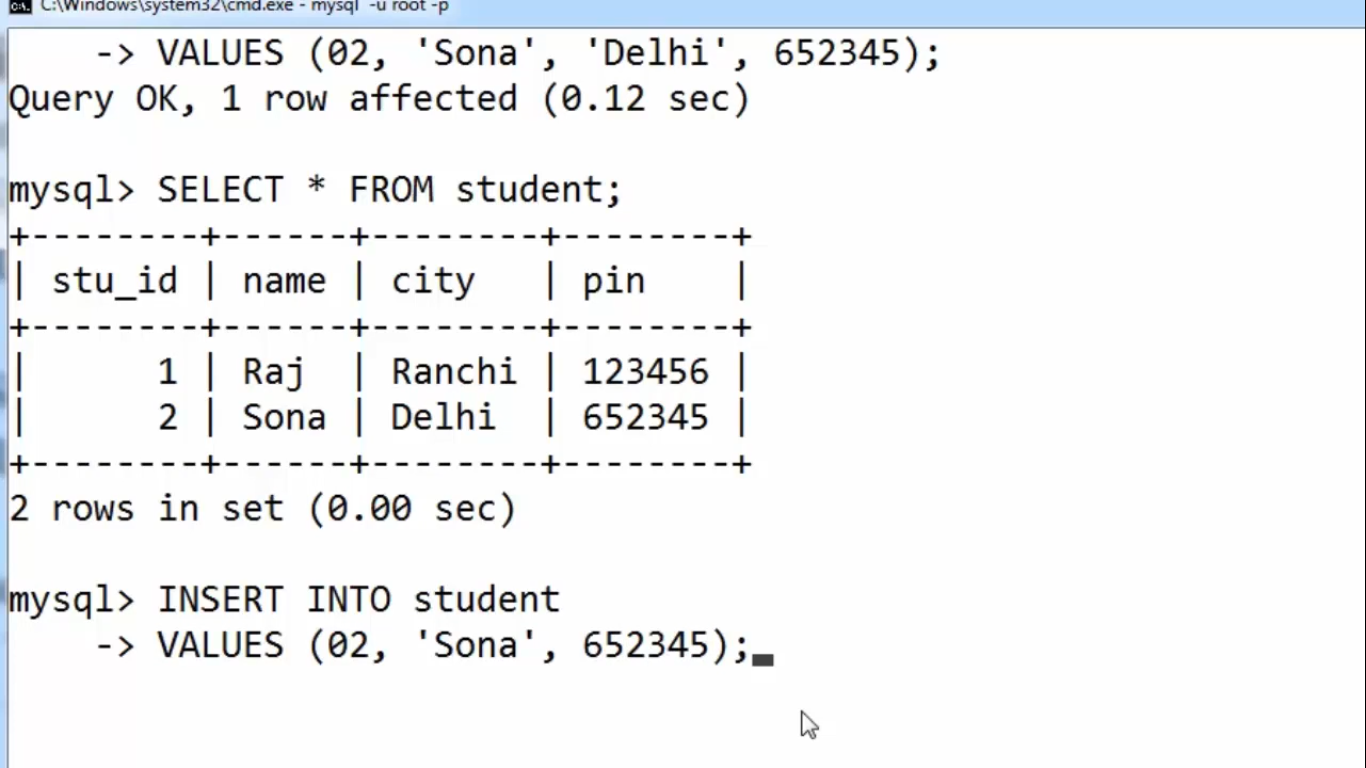 C:\Windows\system32\cmd.exe - mysql -u root -p
-> VALUES (02, 'Sona', 'Delhi', 652345);
Query OK, 1 row affected (0.12 sec)
mysql> SELECT * FROM student;
+--------+------+--------+--------+
| stu_id | name | city   | pin    |
+--------+------+--------+--------+
|      1 | Raj  | Ranchi | 123456 |
|      2 | Sona | Delhi  | 652345 |
+--------+------+--------+--------+
2 rows in set (0.00 sec)
mysql> INSERT INTO student
-> VALUES (02, 'Sona', 652345);